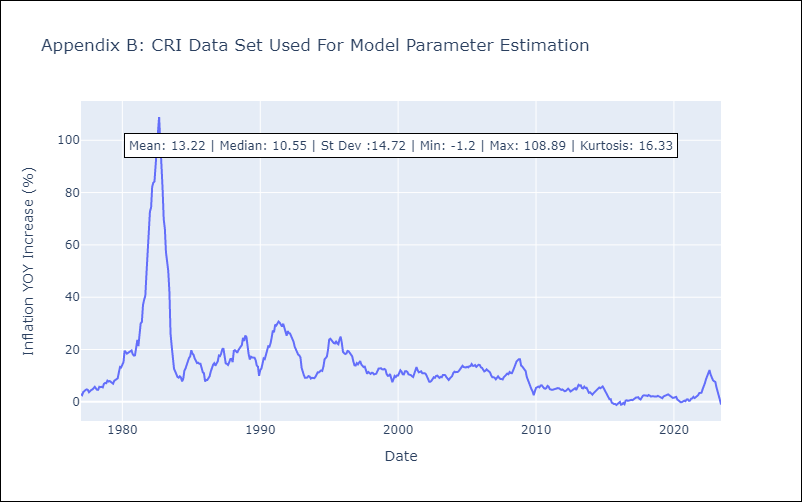 Appendix B: CRI Data Set Used For Model Parameter Estimation
Mean: 13.22 | Median: 10.55 | St Dev :14.72 | Min: -1.2 | Max: 108.89 | Kurtosis: 16.33
Inflation YOY Increase (%)
100
80
60
40
20
0
1980 1990 2000 2010 2020
Date